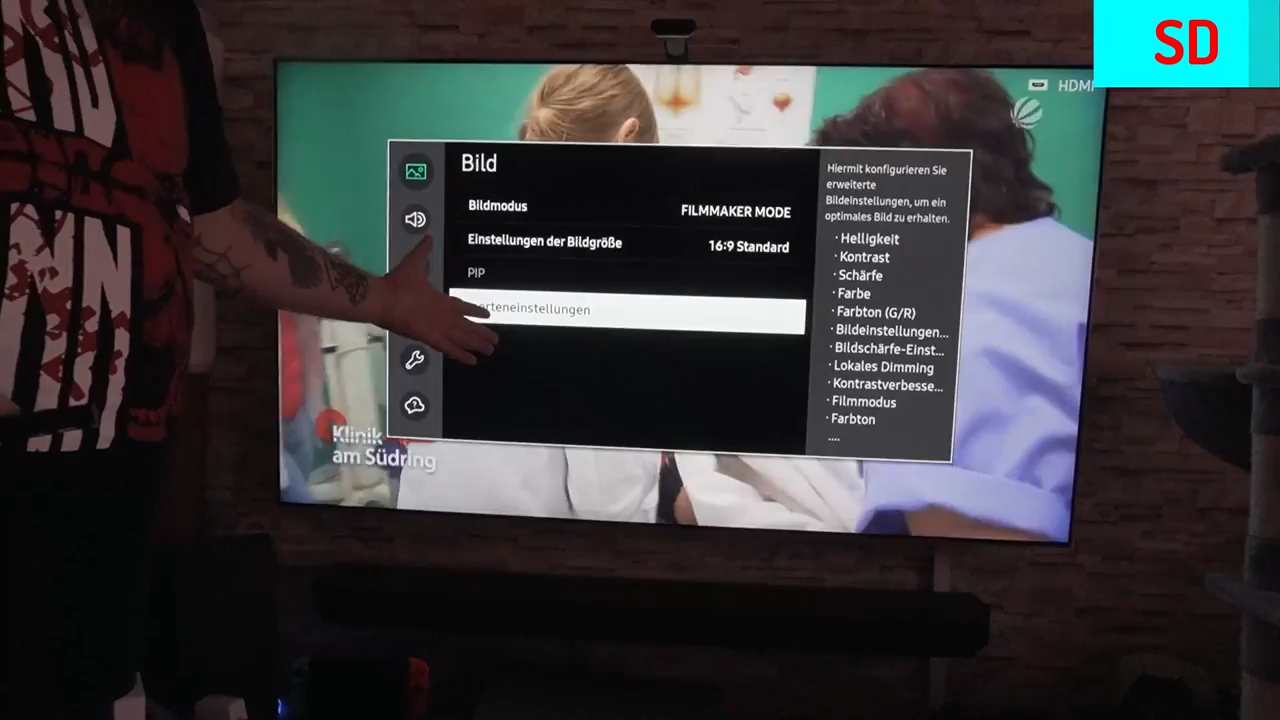 SD
HDMI
Bild
Bildmodus FILMMAKER MODE
Einstellungen der Bildgröße 16:9 Standard
PIP
erteneinstellungen
Hiermit konfigurieren Sie
erweiterte
Bildeinstellungen, um ein
optimales Bild zu erhalten.
· Helligkeit
· Kontrast
· Schärfe
· Farbe
· Farbton (G/R)
· Bildeinstellungen...
· Bildschärfe-Einst...
· Lokales Dimming
· Kontrastverbesse...
· Filmmodus
· Farbton
....
Klinik
am Südring